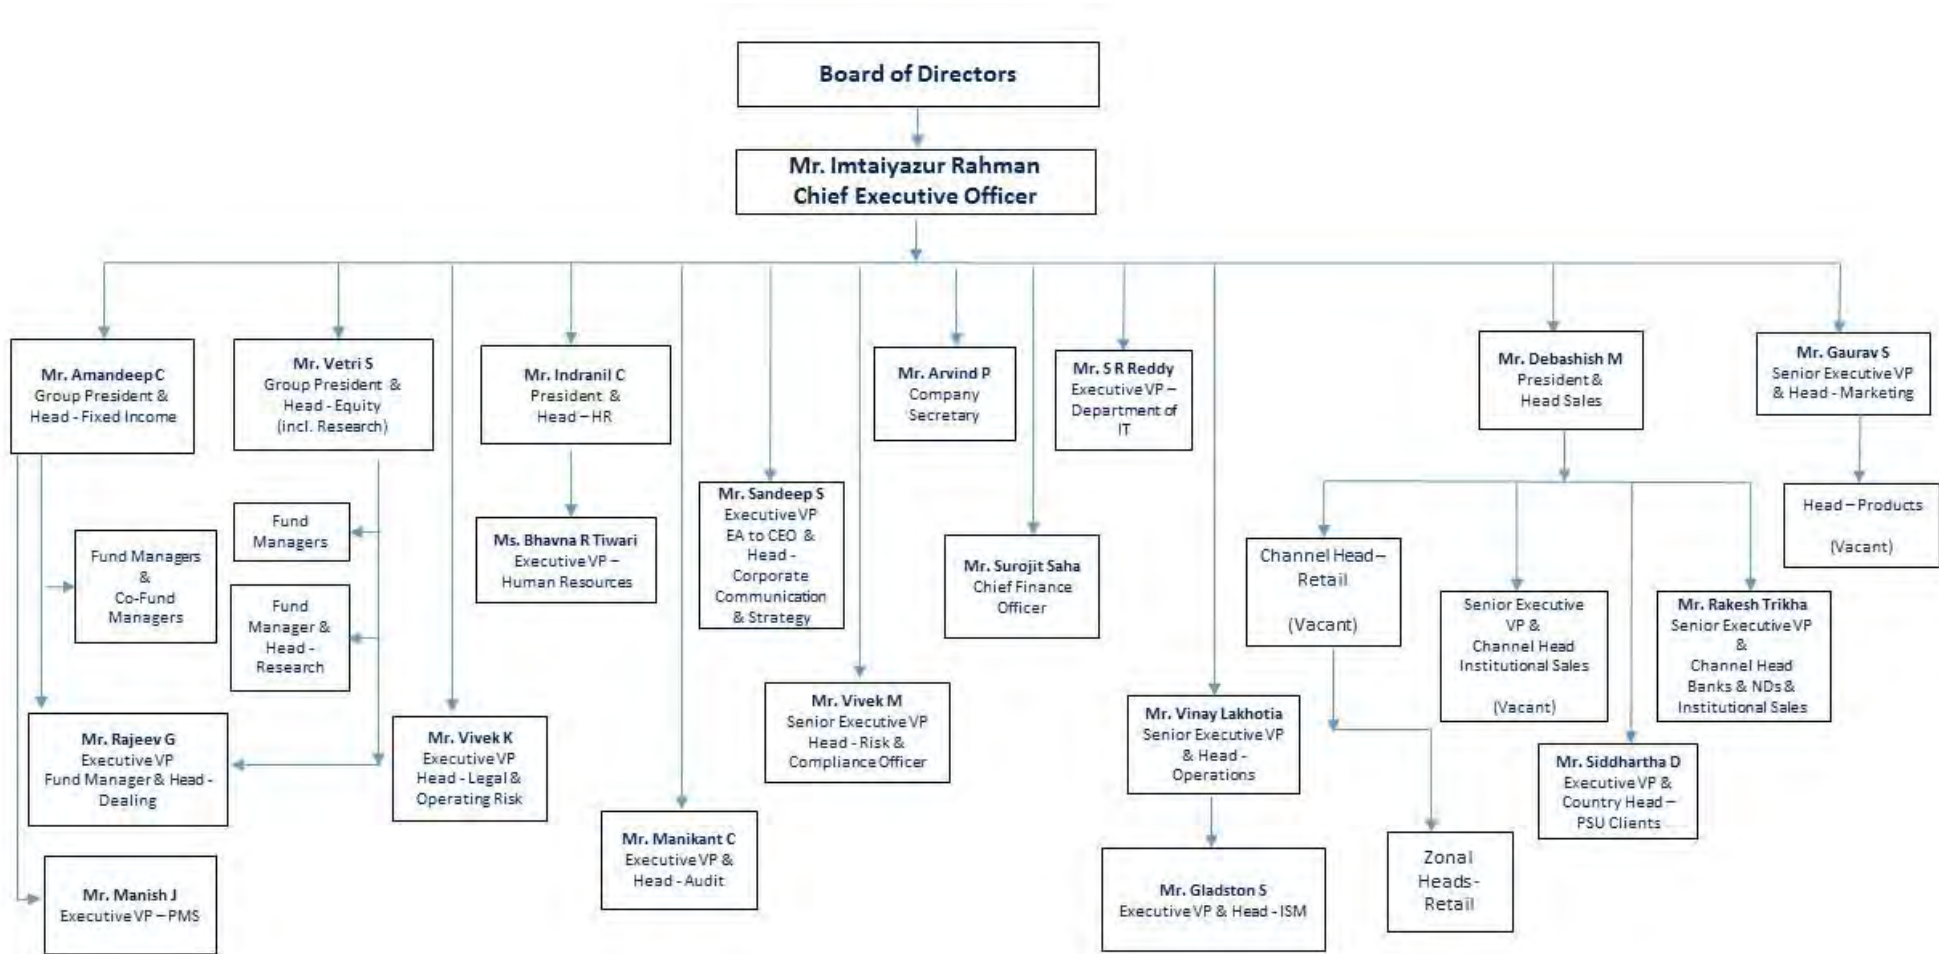 Board of Directors
Mr. Imtaiyazur Rahman
Chief Executive Officer
Mr. Amandeep C
Group President &
Head - Fixed Income
Mr. Vetri S
Group President &
Head - Equity
(incl. Research)
Mr. Indranil C
President &
Head – HR
Mr. Arvind P
Company
Secretary
Mr. S R Reddy
Executive VP –
Department of
IT
Mr. Debashish M
President &
Head Sales
Mr. Gaurav S
Senior Executive VP
& Head - Marketing
Fund Managers
&
Co-Fund
Managers
Fund
Managers
Fund
Manager &
Head -
Research
Ms. Bhavna R Tiwari
Executive VP –
Human Resources
Mr. Sandeep S
Executive VP
EA to CEO &
Head -
Corporate
Communication
& Strategy
Mr. Surojit Saha
Chief Finance
Officer
Channel Head –
Retail
(Vacant)
Senior Executive
VP &
Channel Head
Institutional Sales
(Vacant)
Mr. Rakesh Trikha
Senior Executive VP
&
Channel Head
Banks & NDs &
Institutional Sales
Head – Products
(Vacant)
Mr. Rajeev G
Executive VP
Fund Manager & Head -
Dealing
Mr. Vivek K
Executive VP
Head - Legal &
Operating Risk
Mr. Vivek M
Senior Executive VP
Head - Risk &
Compliance Officer
Mr. Vinay Lakhotia
Senior Executive VP
& Head -
Operations
Mr. Siddhartha D
Executive VP &
Country Head –
PSU Clients
Mr. Manikant C
Executive VP &
Head - Audit
Zonal
Heads-
Retail
Mr. Manish J
Executive VP – PMS
Mr. Gladston S
Executive VP & Head - ISM